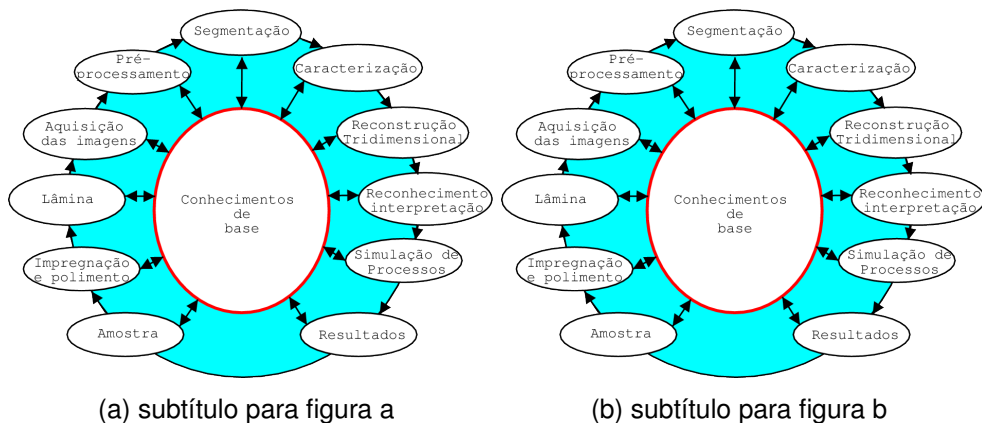 Segmentação
Pré-
processamento
Caracterização
Aquisição
das imagens
Reconstrução
Tridimensional
Lâmina
Conhecimentos
de
base
Reconhecimento
interpretação
Impregnação
e polimento
Simulação de
Processos
Amostra
Resultados
(a) subtítulo para figura a
Segmentação
Pré-
processamento
Caracterização
Aquisição
das imagens
Reconstrução
Tridimensional
Lâmina
Conhecimentos
de
base
Reconhecimento
interpretação
Impregnação
e polimento
Simulação de
Processos
Amostra
Resultados
(b) subtítulo para figura b